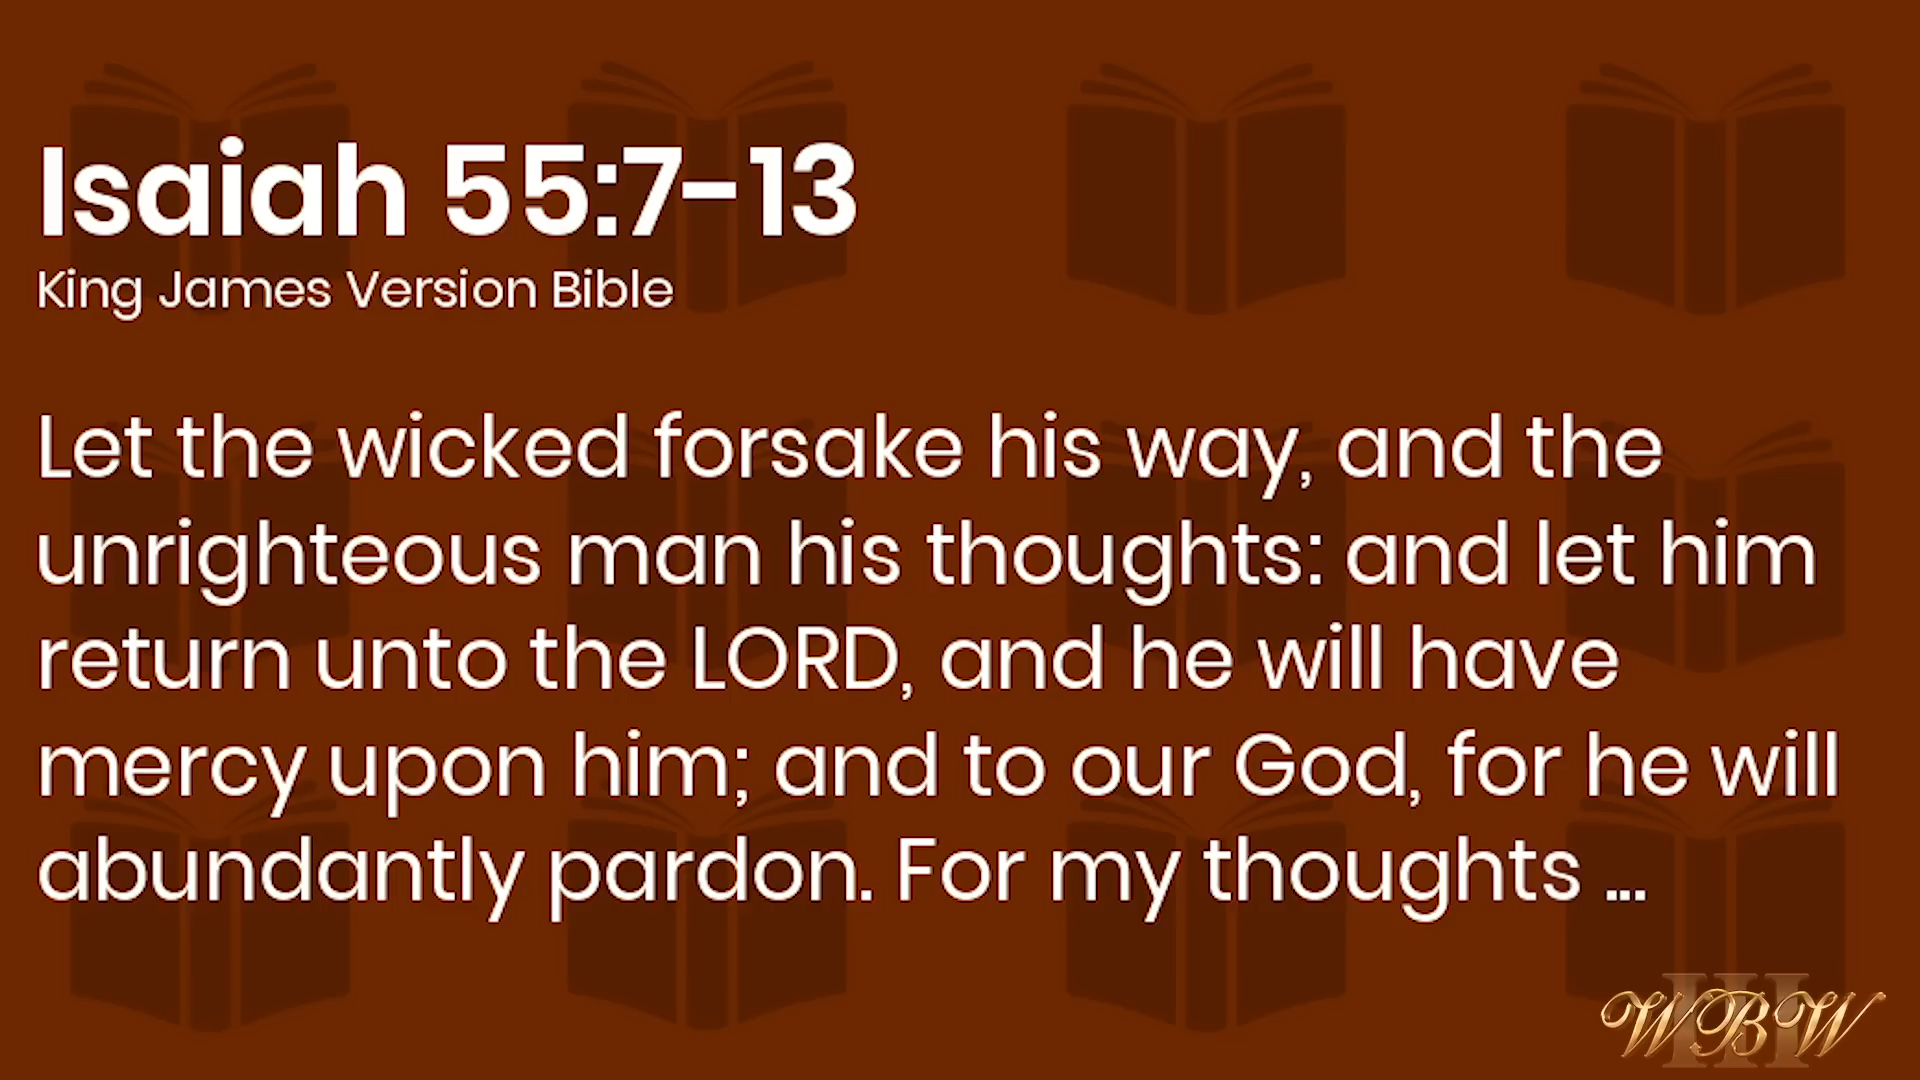 Isaiah 55:7-13
King James Version Bible
Let the wicked forsake his way, and the
unrighteous man his thoughts: and let him
return unto the LORD, and he will have
mercy upon him; and to our God, for he will
abundantly pardon. For my thoughts ...
WBW
III